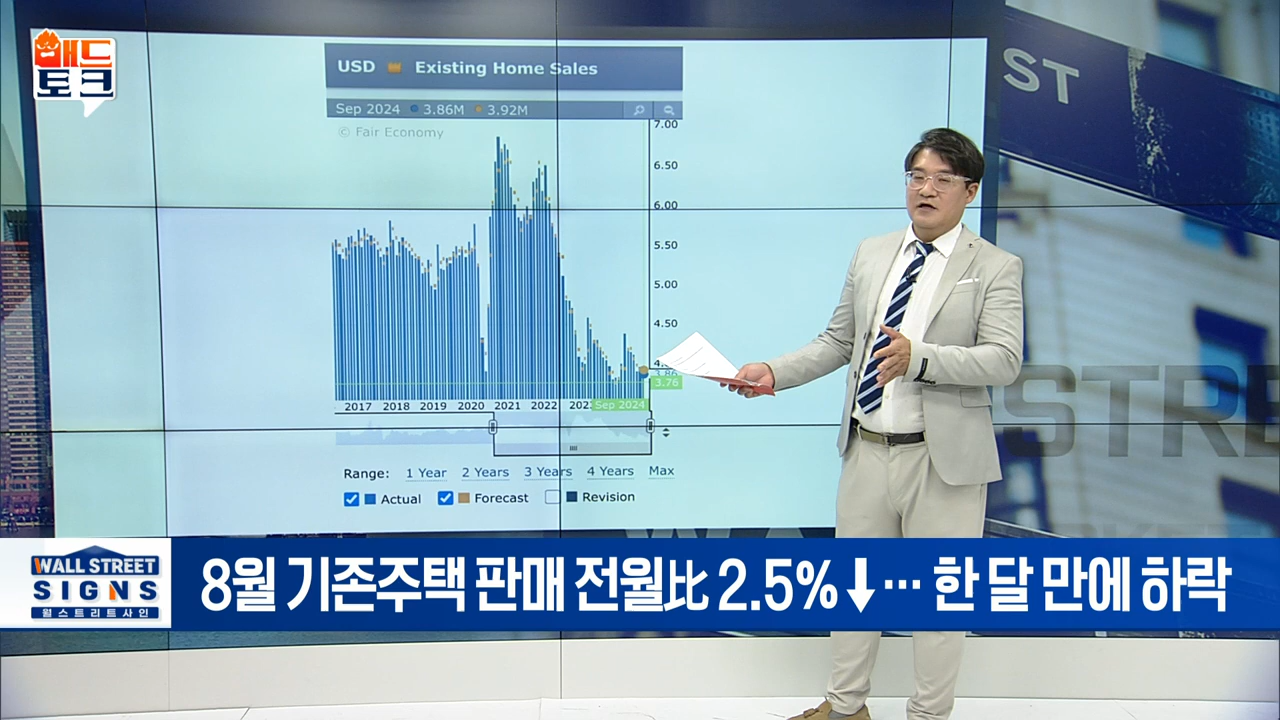 매드
토크
ST
USD Existing Home Sales
Sep 2024 3.86M 3.92M
© Fair Economy
7.00
6.50
6.00
5.50
5.00
4.50
3.76
2017 2018 2019 2020 2021 2022 Sep 2024
Range: 1 Year 2 Years 3 Years 4 Years Max
Actual Forecast Revision
STRE
WALL STREET
SIGNS
월스트리트사인
8월 기존주택 판매 전월比 2.5%↓… 한 달 만에 하락